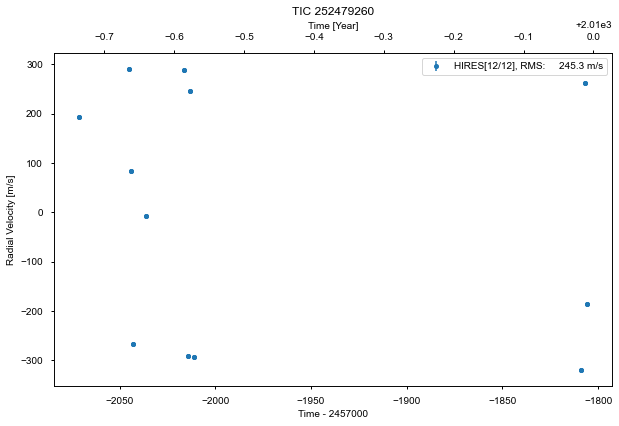 TIC 252479260
Time [Year]
+2.01e3
−0.7 −0.6 −0.5 −0.4 −0.3 −0.2 −0.1 0.0
HIRES[12/12], RMS: 245.3 m/s
300
200
100
0
−100
−200
−300
Radial Velocity [m/s]
−2050 −2000 −1950 −1900 −1850 −1800
Time - 2457000